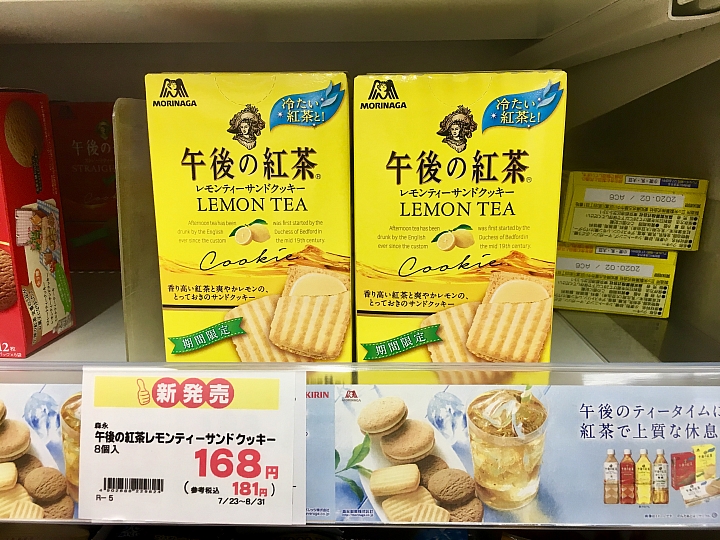 MORINAGA
冷たい
紅茶と!
午後の紅茶®
レモンティーサンドクッキー
LEMON TEA
Afternoon tea has been
drunk by the English
ever since the custom
was first started by the
Duchess of Bedford in
the mid 19th century.
Cookie
香り高い紅茶と爽やかレモンの、
とっておきのサンドクッキー
期間限定
MORINAGA
冷たい
紅茶と!
午後の紅茶®
レモンティーサンドクッキー
LEMON TEA
Afternoon tea has been
drunk by the English
ever since the custom
was first started by the
Duchess of Bedford in
the mid 19th century.
Cookie
香り高い紅茶と爽やかレモンの、
とっておきのサンドクッキー
期間限定
午後の
STRAIG
12枚
2020.02 / AC6
2020.02 / AC6
新発売
森永
午後の紅茶レモンティーサンドクッキー
8個入
168円
(参考税込 181円)
7/23〜8/31
R-5
KIRIN
MORINAGA
午後のティータイムに
紅茶で上質な休息